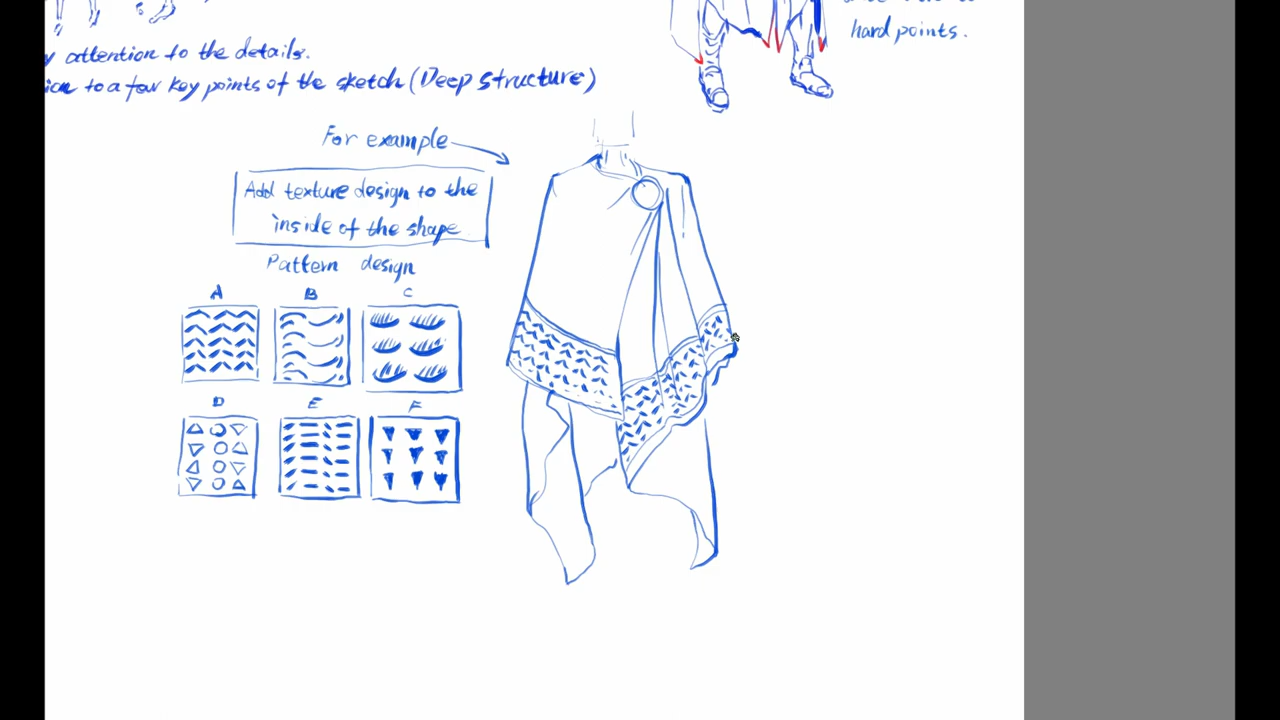 hard points.
attention to the details.
to a few key points of the sketch (Deep structure)
For example
Add texture design to the
inside of the shape
Pattern design
A B C
D E F